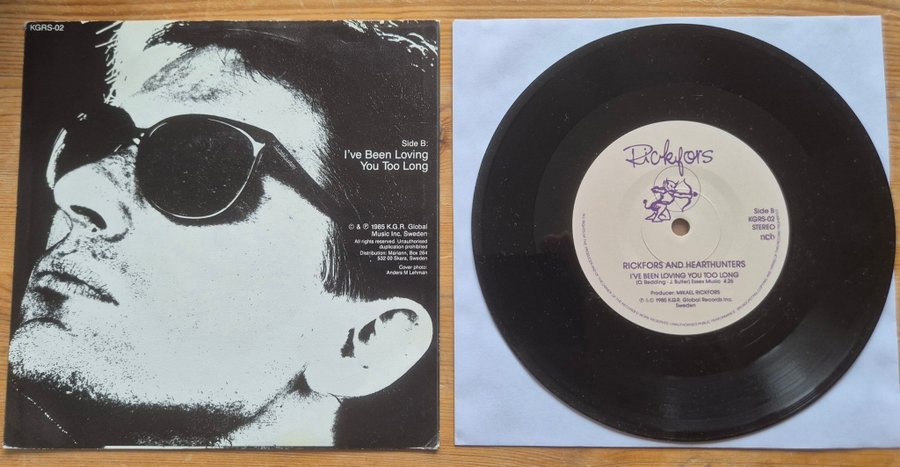 KGRS-02
Side B:
I've Been Loving
You Too Long
© & ℗ 1985 K.G.R. Global
Music Inc. Sweden
All rights reserved. Unauthorised
duplication prohibited
Distribution: Mariann, Box 264
532 00 Skara, Sweden
Cover photo:
Anders M Lehman
Rickfors
Side B
KGRS-02
STEREO
ncb
RICKFORS AND HEARTHUNTERS
I'VE BEEN LOVING YOU TOO LONG
(O. Redding - J. Butler) Essex Music 4:26
Producer: MIKAEL RICKFORS
℗ & © 1985 K.G.R. Global Records Inc.
Sweden